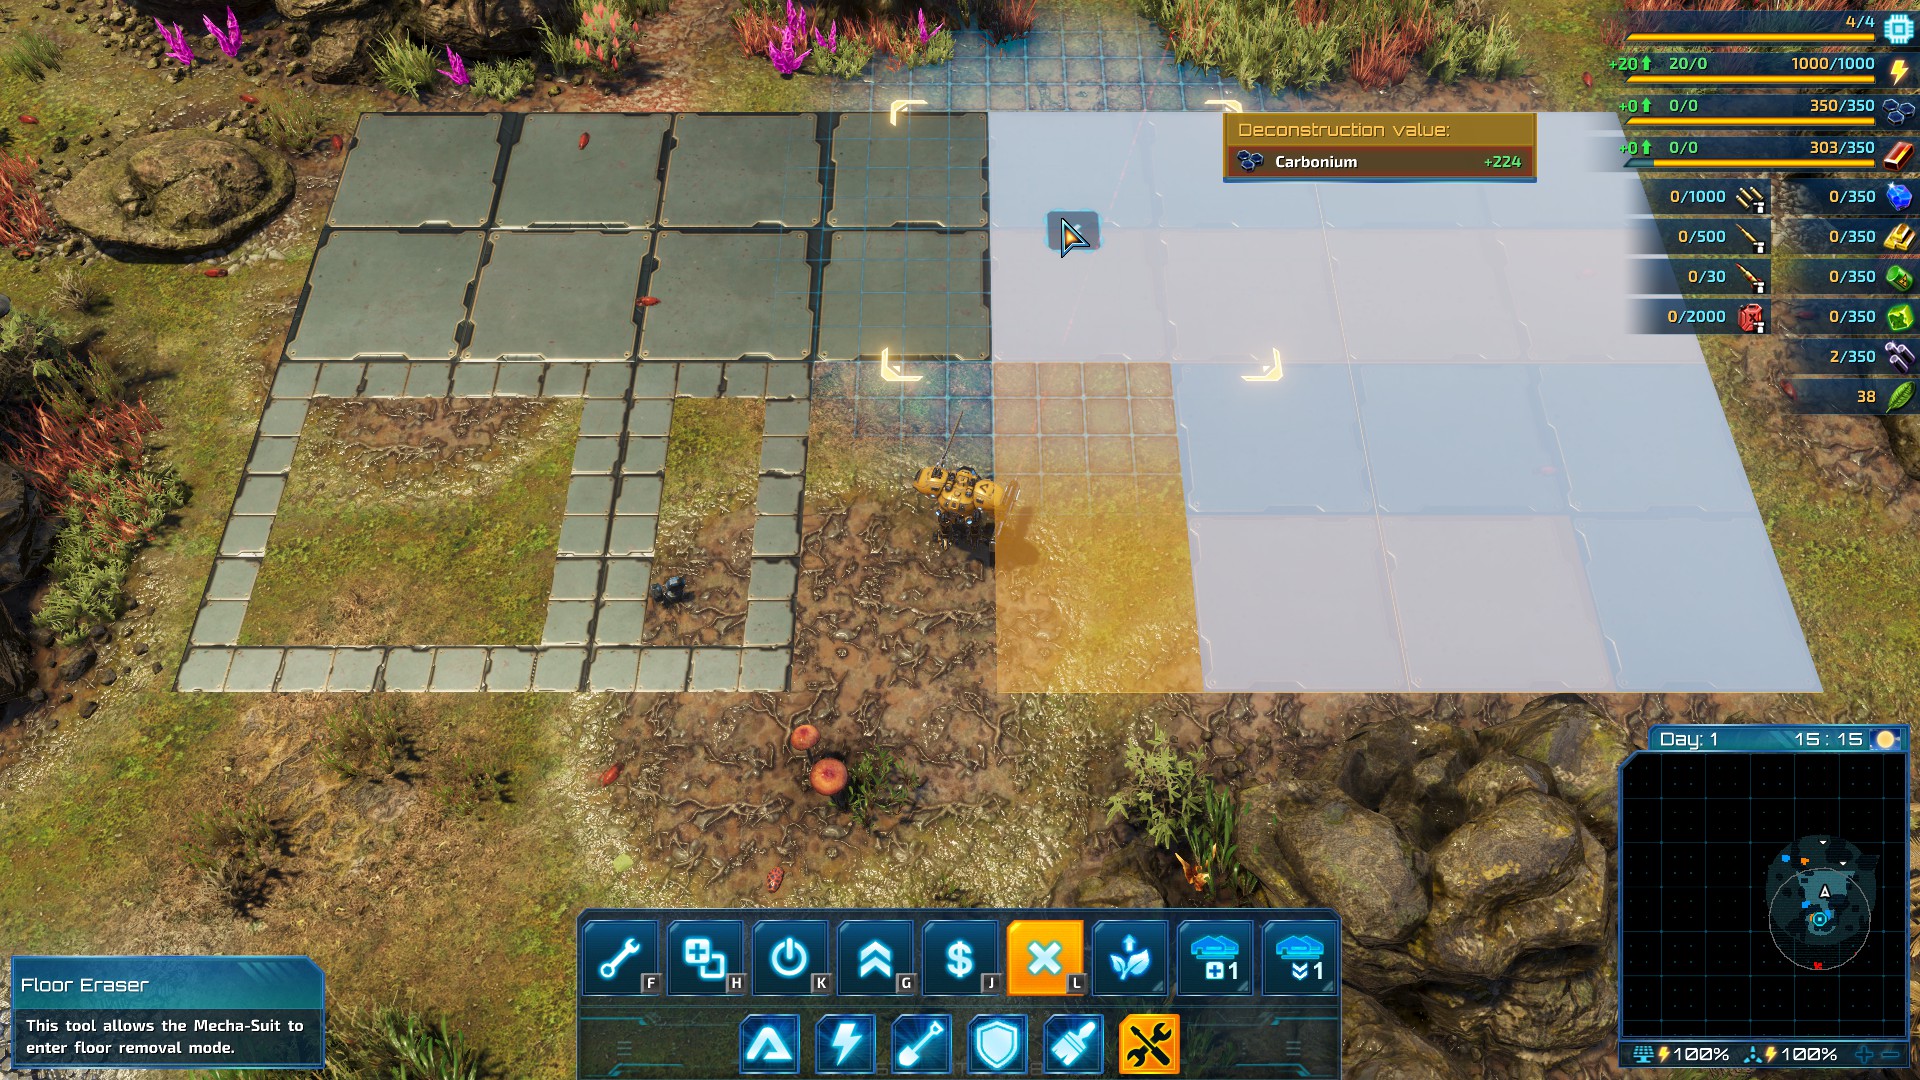 4/4
+20 20/0 1000/1000
+0 0/0 350/350
+0 0/0 303/350
Deconstruction value:
Carbonium +224
0/1000 0/350
0/500 0/350
0/30 0/350
0/2000 0/350
2/350
38
Day: 1 15:15
Floor Eraser
This tool allows the Mecha-Suit to
enter floor removal mode.
F H K G J L 1 1
100% 100%